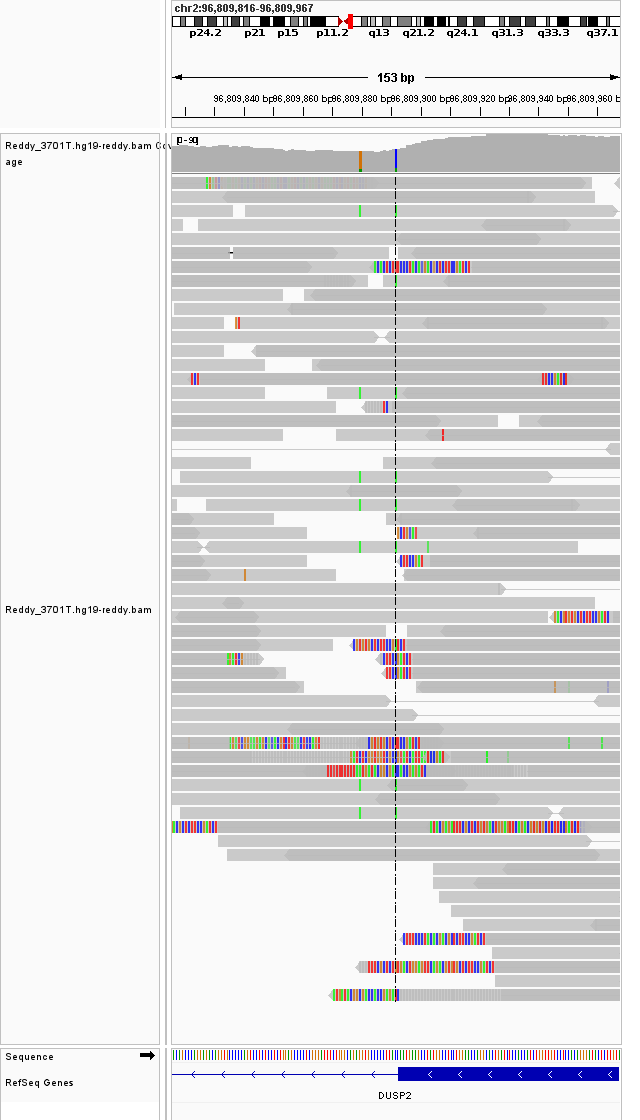 chr2:96,809,816-96,809,967
p24.2 p21 p15 p11.2 q13 q21.2 q24.1 q31.3 q33.3 q37.1
153 bp
96,809,840 bp 96,809,860 bp 96,809,880 bp 96,809,900 bp 96,809,920 bp 96,809,940 bp 96,809,960 b
[0-90]
Reddy_3701T.hg19-reddy.bam Cov
age
Reddy_3701T.hg19-reddy.bam
Sequence
RefSeq Genes
DUSP2